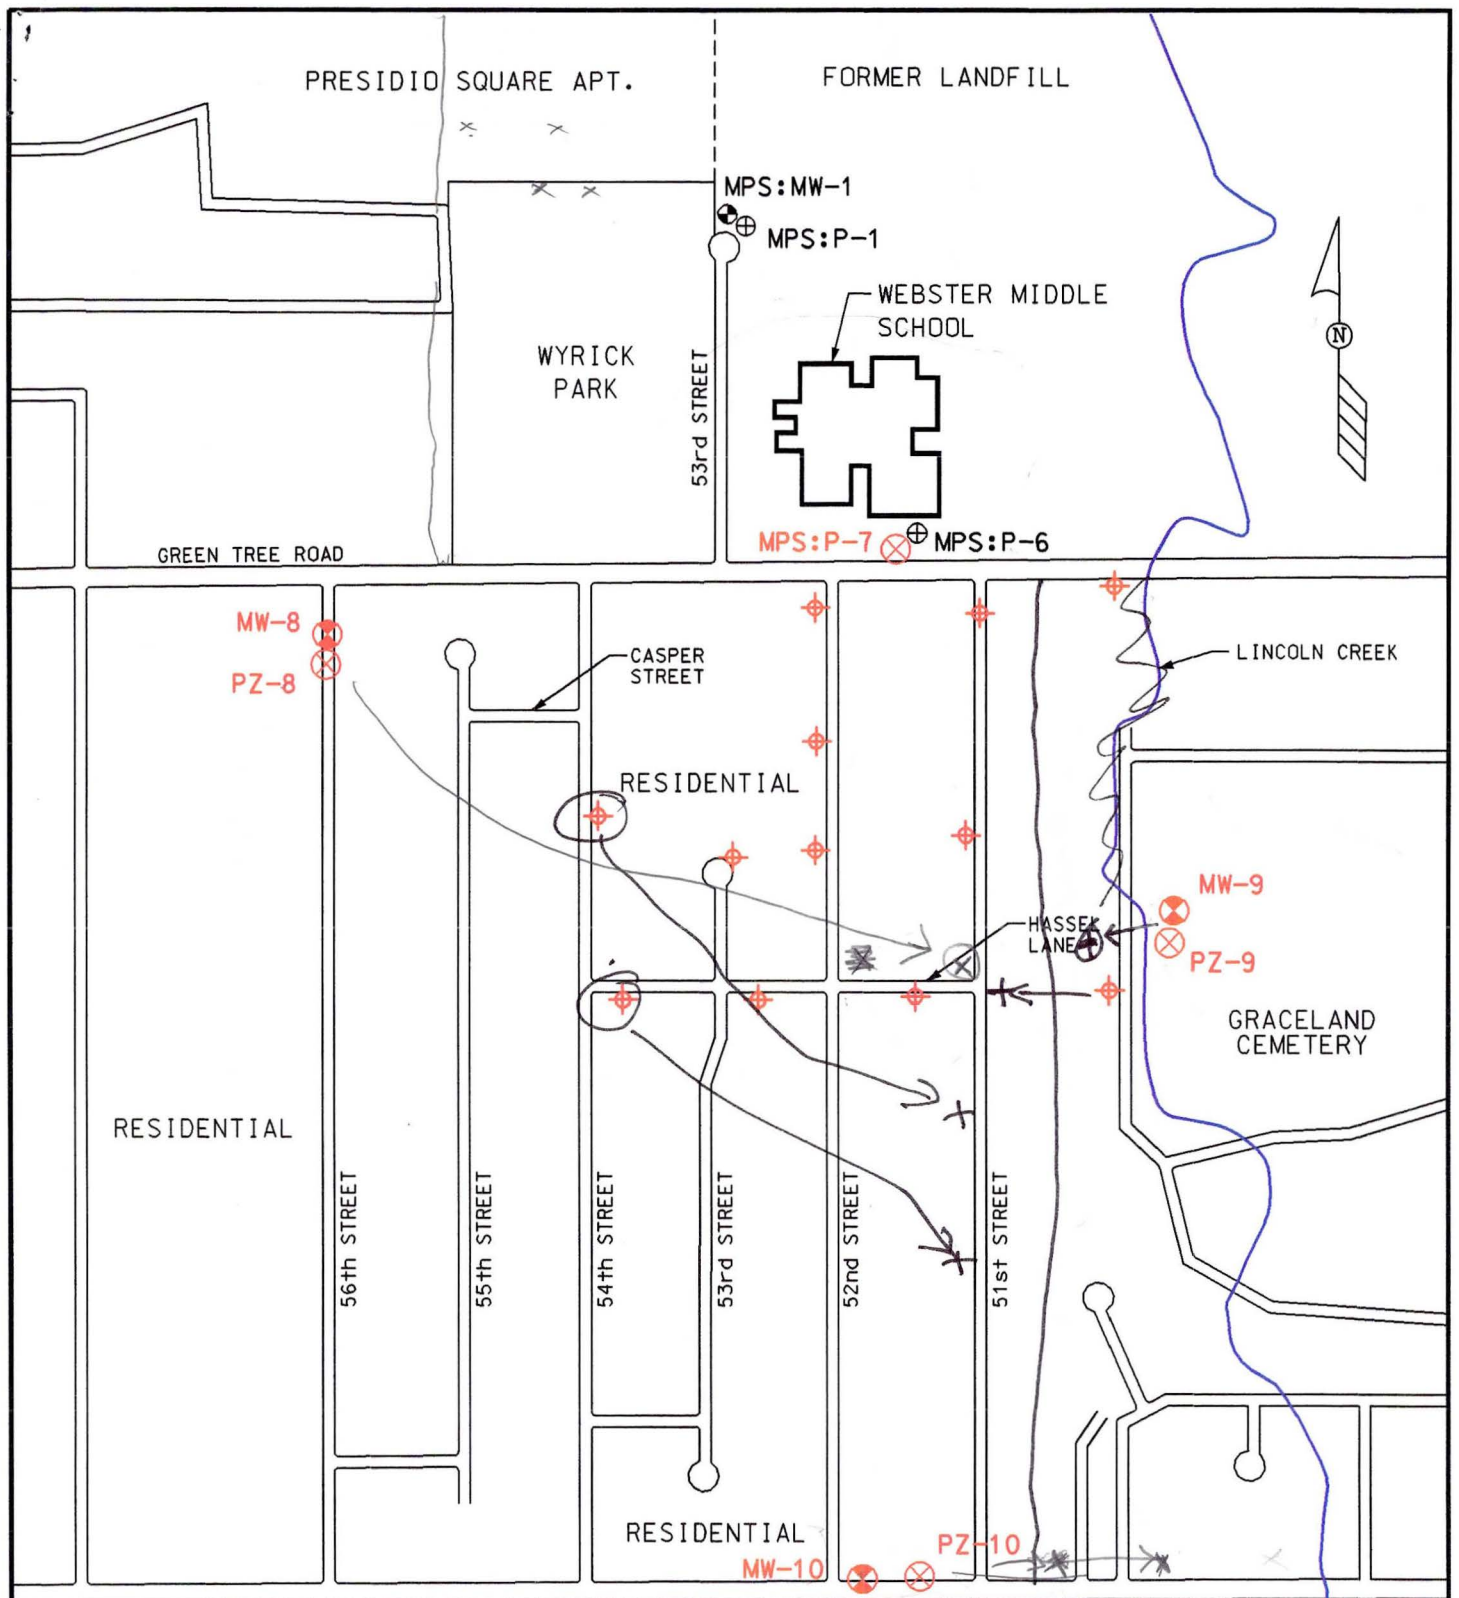 PRESIDIO SQUARE APT.
FORMER LANDFILL
MPS:MW-1
MPS:P-1
WEBSTER MIDDLE
SCHOOL
N
WYRICK
PARK
53rd STREET
MPS:P-7
MPS:P-6
GREEN TREE ROAD
MW-8
PZ-8
CASPER
STREET
LINCOLN CREEK
RESIDENTIAL
MW-9
PZ-9
HASSEL
LANE
GRACELAND
CEMETERY
RESIDENTIAL
56th STREET
55th STREET
54th STREET
53rd STREET
52nd STREET
51st STREET
RESIDENTIAL
PZ-10
MW-10